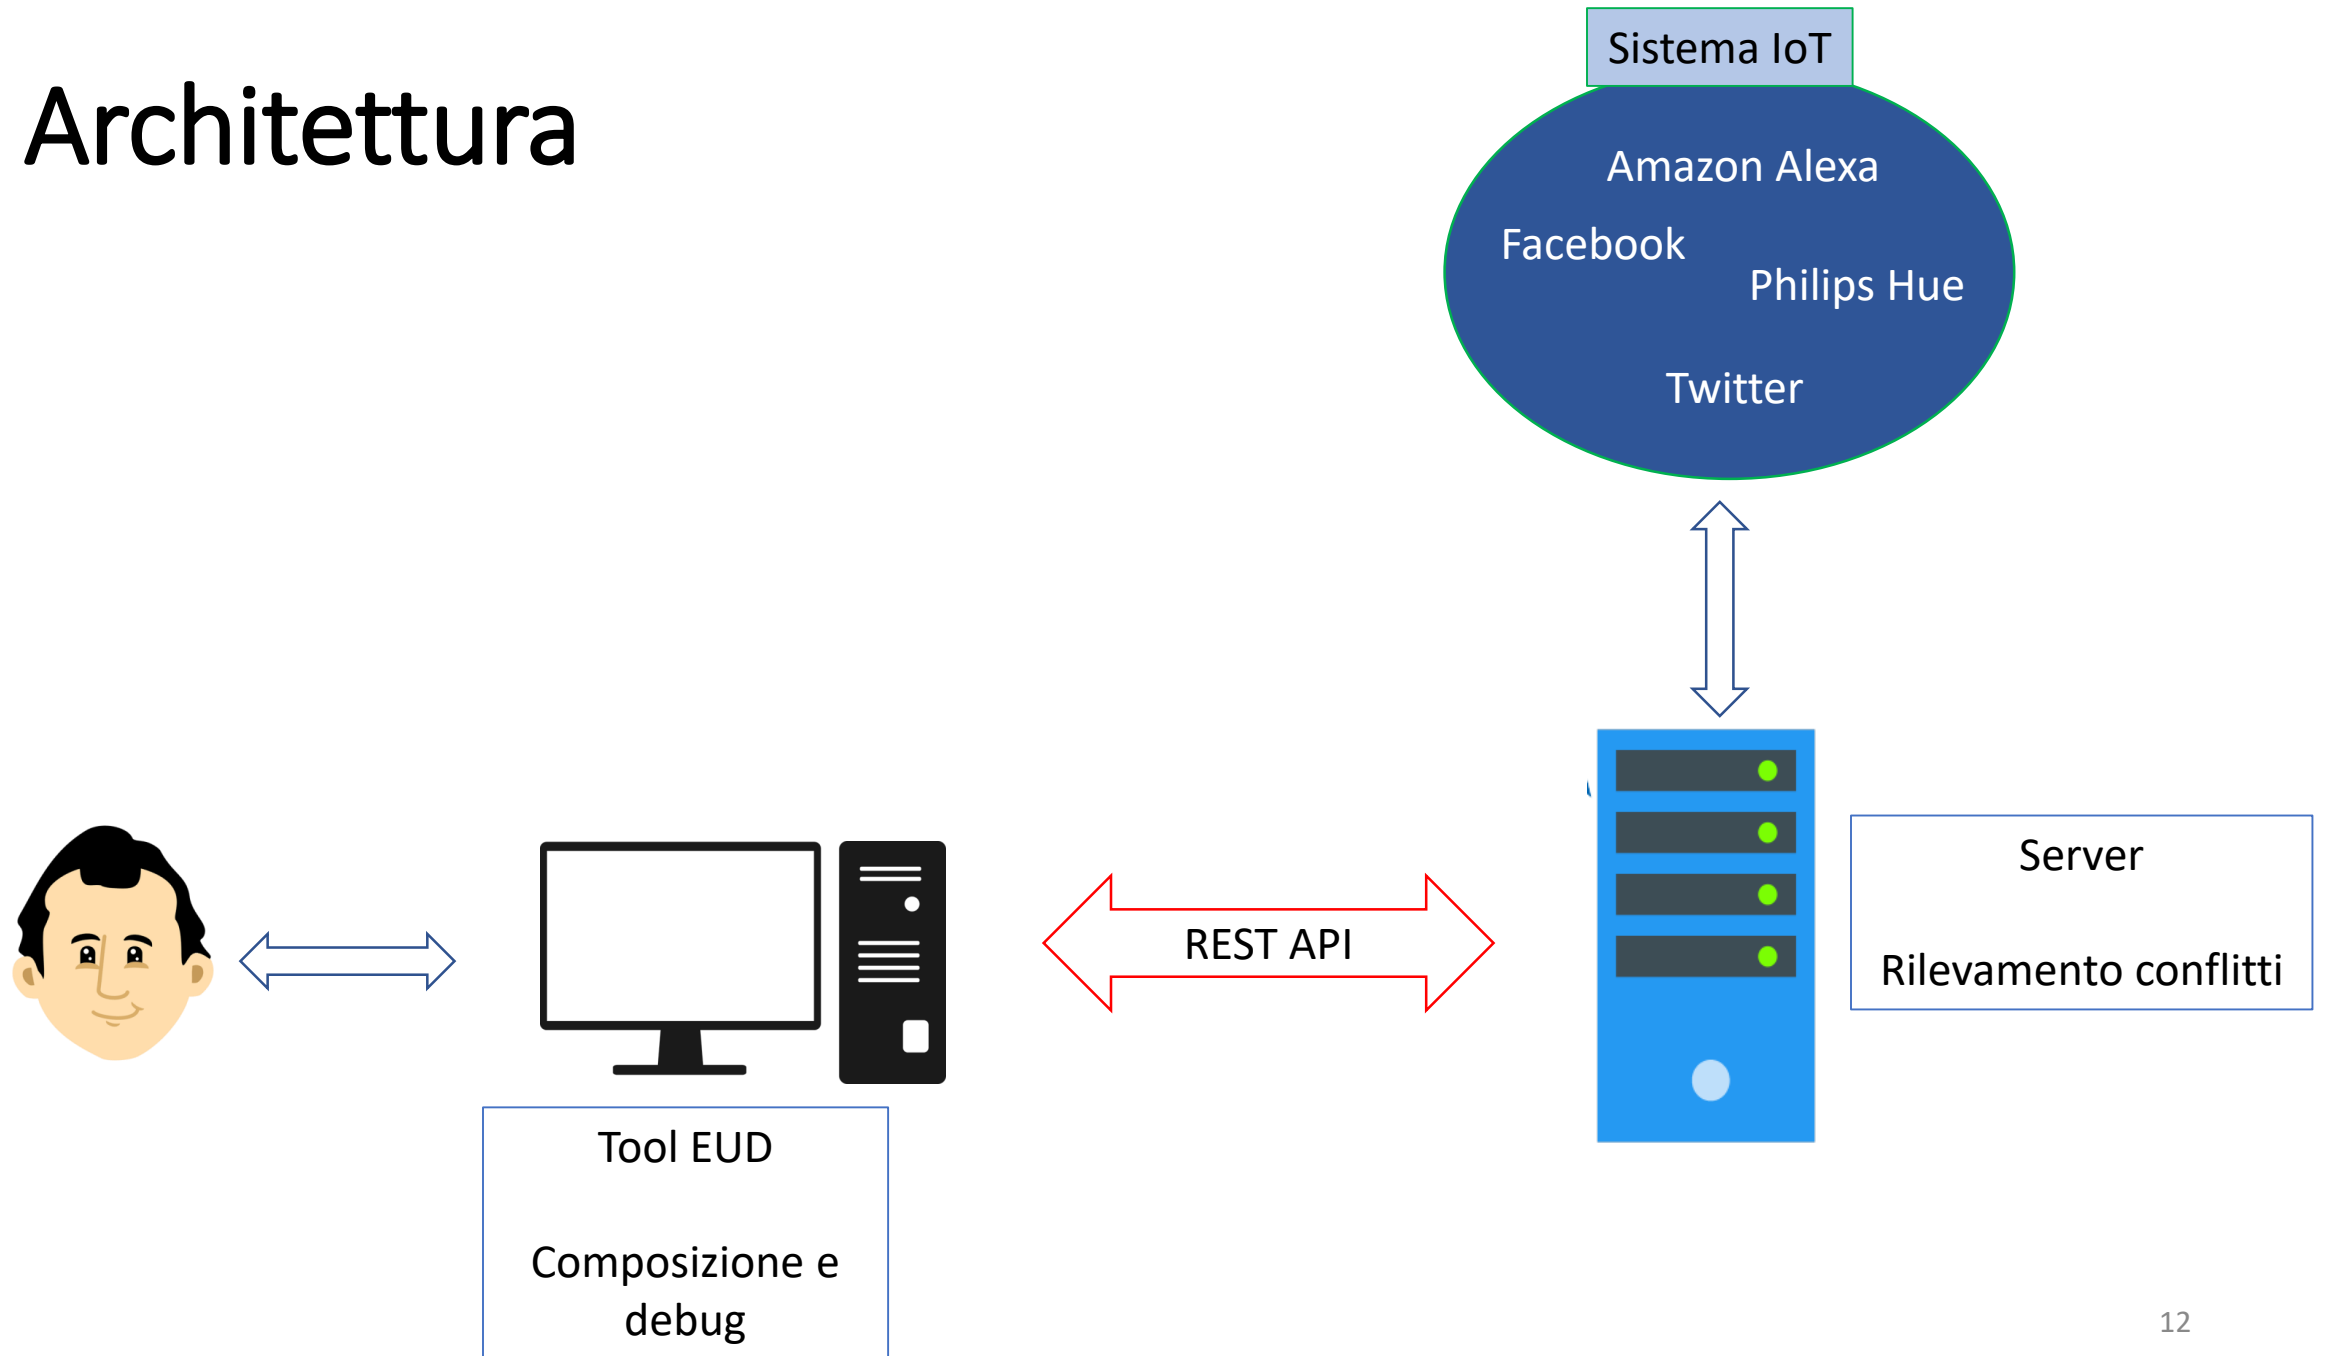 Architettura
Sistema IoT
Amazon Alexa
Facebook
Philips Hue
Twitter
REST API
Server
Rilevamento conflitti
Tool EUD
Composizione e
debug
12